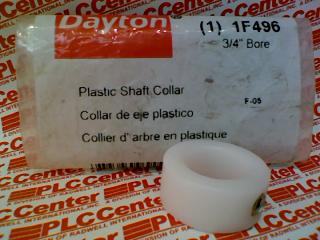 Dayton
(1) 1F496
3/4" Bore
Plastic Shaft Collar
Collar de eje plastico
F-05
Collier d' arbre en plastique
PLCCenter